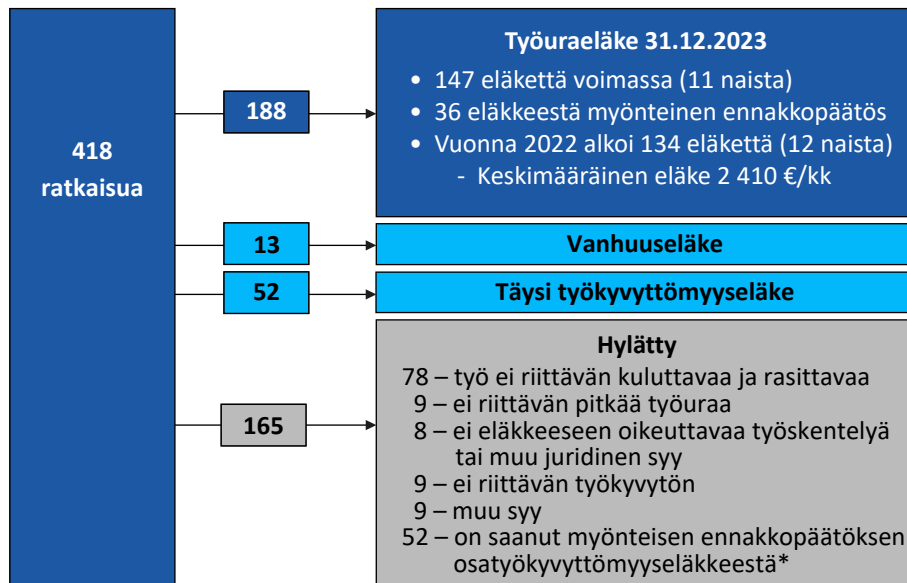 418
ratkaisua
188
Työuraeläke 31.12.2023
• 147 eläkettä voimassa (11 naista)
• 36 eläkkeestä myönteinen ennakkopäätös
• Vuonna 2022 alkoi 134 eläkettä (12 naista)
- Keskimääräinen eläke 2 410 €/kk
13
Vanhuuseläke
52
Täysi työkyvyttömyyseläke
165
Hylätty
78 – työ ei riittävän kuluttavaa ja rasittavaa
9 – ei riittävän pitkää työuraa
8 – ei eläkkeeseen oikeuttavaa työskentelyä
tai muu juridinen syy
9 – ei riittävän työkyvytön
9 – muu syy
52 – on saanut myönteisen ennakkopäätöksen
osatyökyvyttömyyseläkkeestä*